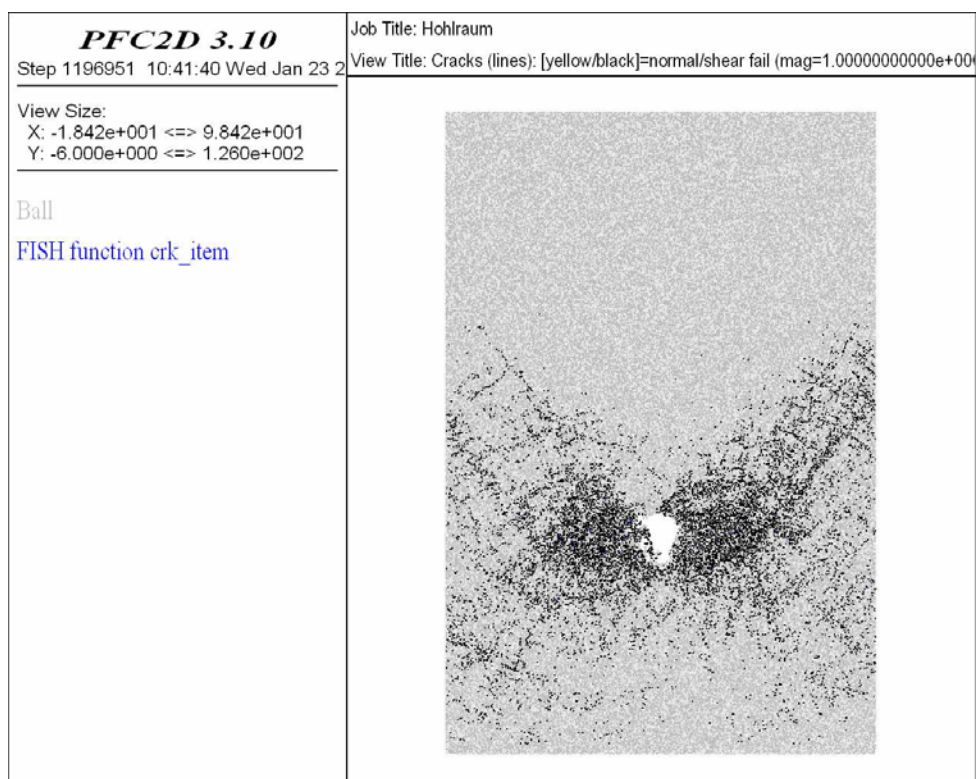 PFC2D 3.10
Step 1196951 10:41:40 Wed Jan 23 2
View Size:
X: -1.842e+001 <=> 9.842e+001
Y: -6.000e+000 <=> 1.260e+002
Ball
FISH function crk_item
Job Title: Hohlraum
View Title: Cracks (lines): [yellow/black]=normal/shear fail (mag=1.00000000000e+00